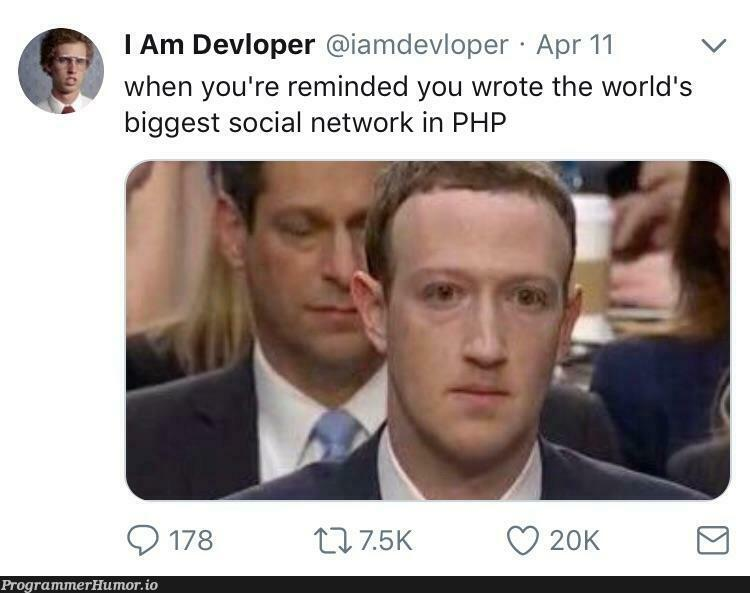 I Am Devloper @iamdevloper · Apr 11
when you're reminded you wrote the world's
biggest social network in PHP
178 7.5K 20K
ProgrammerHumor.io